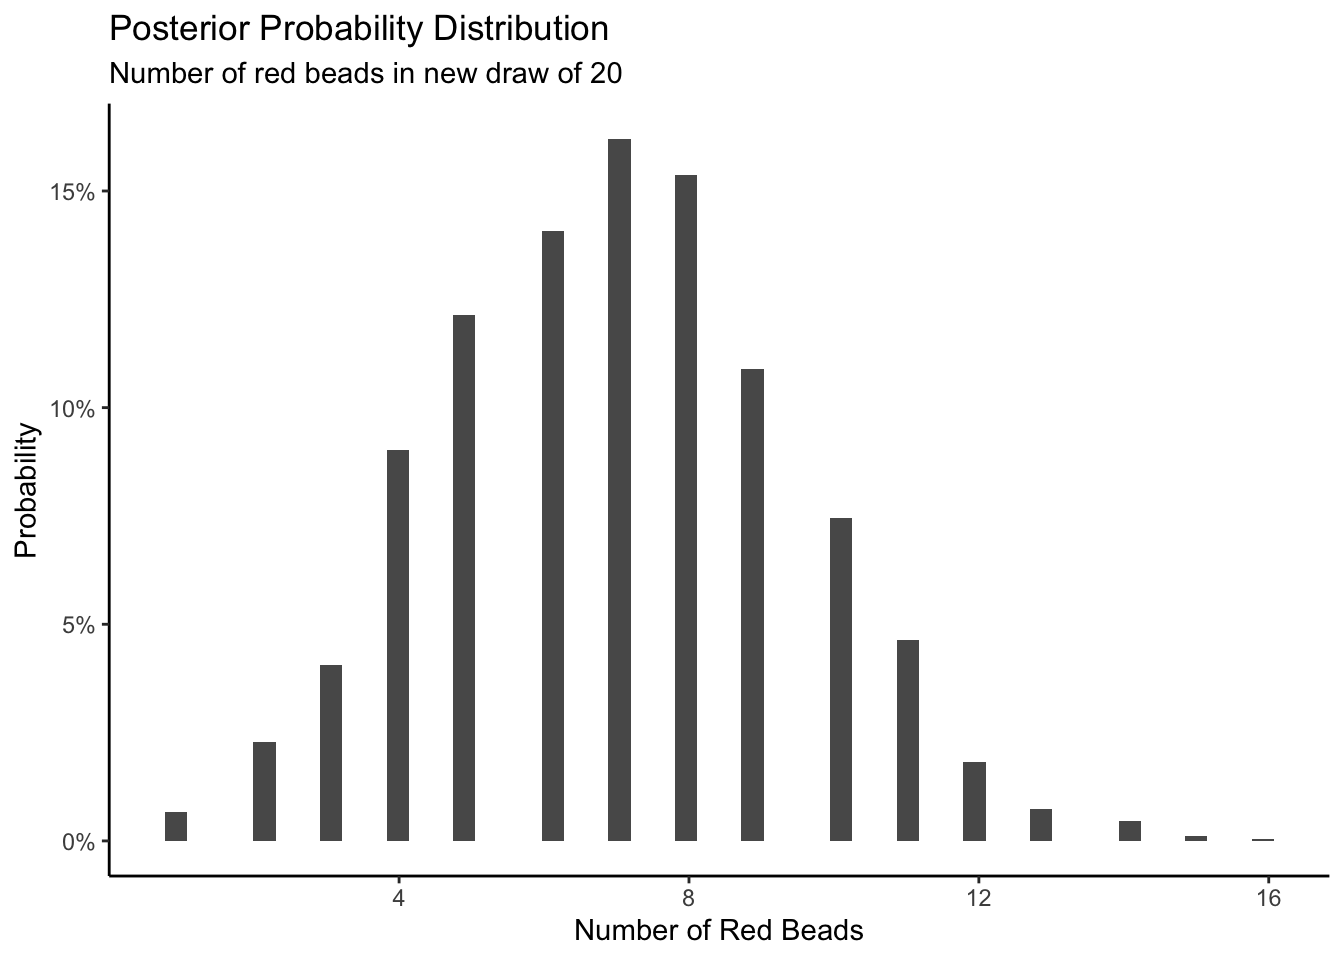 Posterior Probability Distribution
Number of red beads in new draw of 20
15%
10%
5%
0%
Probability
4
8
12
16
Number of Red Beads